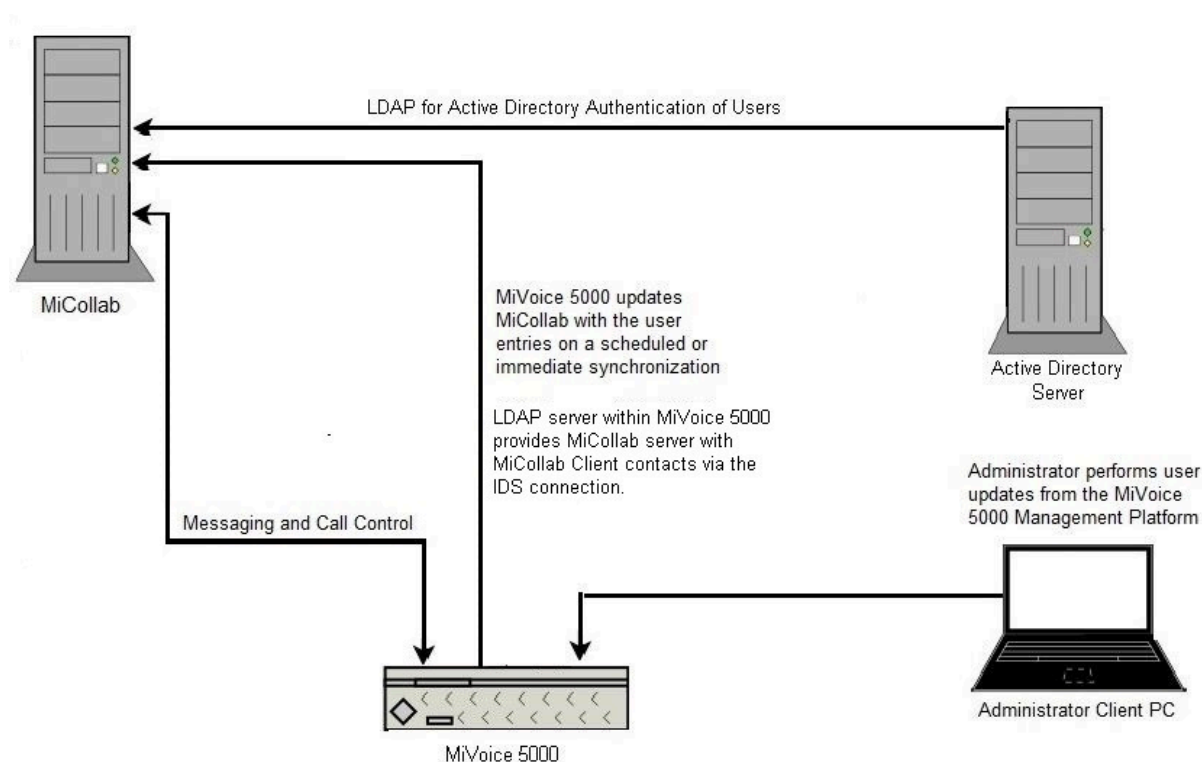 LDAP for Active Directory Authentication of Users
MiCollab
MiVoice 5000 updates
MiCollab with the user
entries on a scheduled or
immediate synchronization
LDAP server within MiVoice 5000
provides MiCollab server with
MiCollab Client contacts via the
IDS connection.
Active Directory
Server
Administrator performs user
updates from the MiVoice
5000 Management Platform
Messaging and Call Control
Administrator Client PC
MiVoice 5000